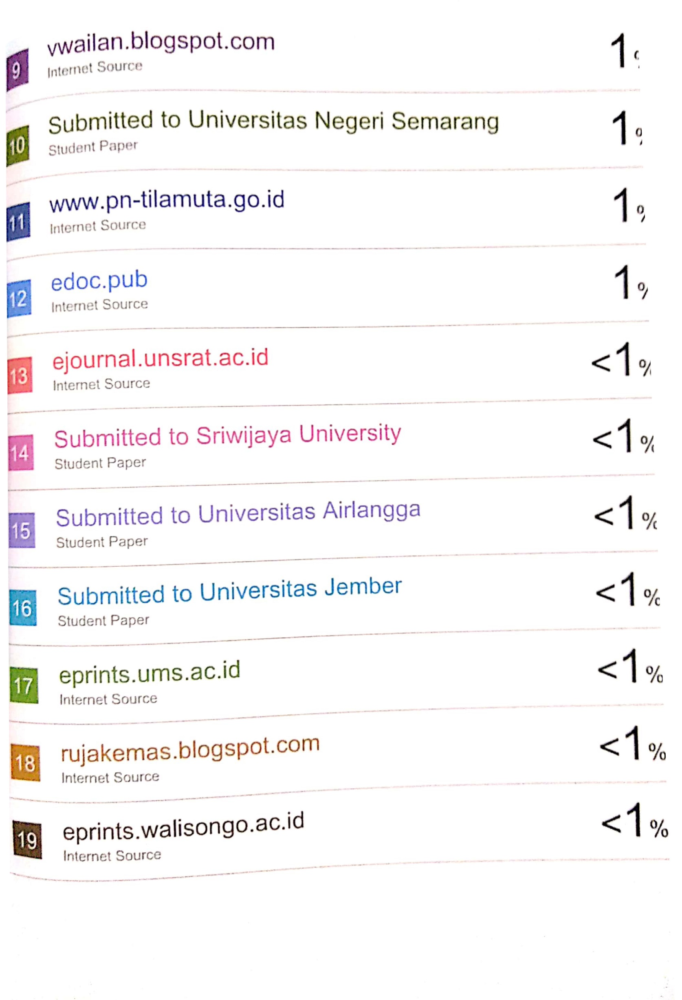 9 vwailan.blogspot.com 1%
Internet Source
10 Submitted to Universitas Negeri Semarang 1%
Student Paper
11 www.pn-tilamuta.go.id 1%
Internet Source
12 edoc.pub 1%
Internet Source
13 ejournal.unsrat.ac.id <1%
Internet Source
14 Submitted to Sriwijaya University <1%
Student Paper
15 Submitted to Universitas Airlangga <1%
Student Paper
16 Submitted to Universitas Jember <1%
Student Paper
17 eprints.ums.ac.id <1%
Internet Source
18 rujakemas.blogspot.com <1%
Internet Source
19 eprints.walisongo.ac.id <1%
Internet Source